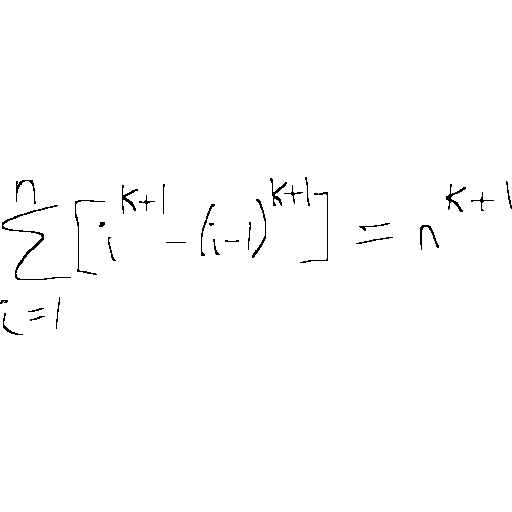 \sum_{i=1}^{n} [i^{k+1} - (i-1)^{k+1}] = n^{k+1}